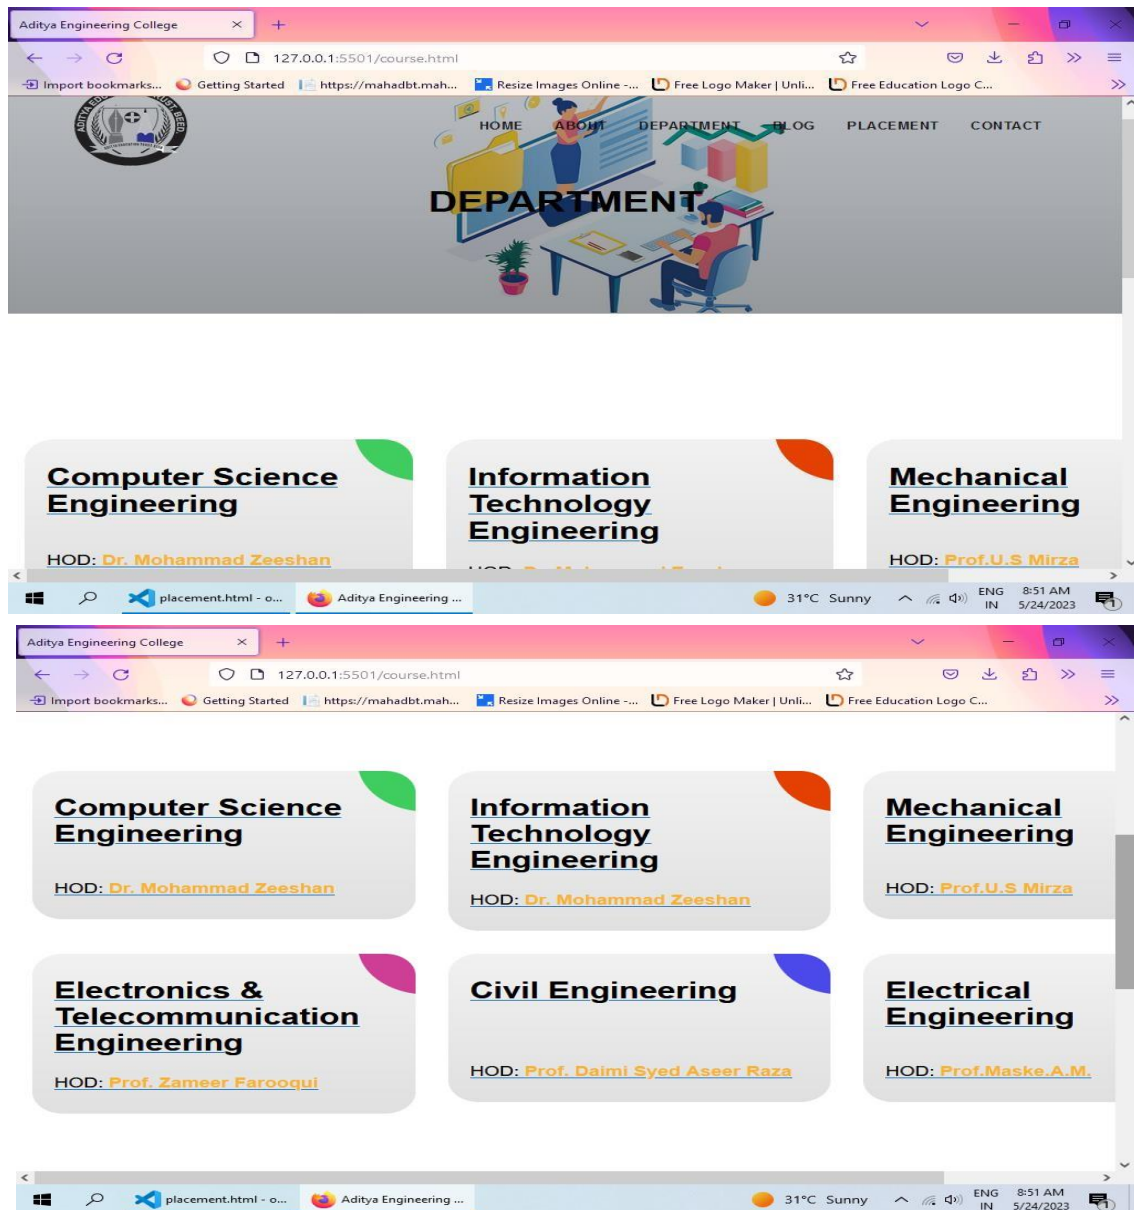 Aditya Engineering College
127.0.0.1:5501/course.html
Import bookmarks... Getting Started https://mahadbt.mah... Resize Images Online -... Free Logo Maker | Unli... Free Education Logo C...
HOME ABOUT DEPARTMENT BLOG PLACEMENT CONTACT
DEPARTMENT
Computer Science
Engineering
HOD: Dr. Mohammad Zeeshan
Information
Technology
Engineering
Mechanical
Engineering
HOD: Prof.U.S Mirza
placement.html - o... Aditya Engineering ... 31°C Sunny ENG
IN
8:51 AM
5/24/2023
Aditya Engineering College
127.0.0.1:5501/course.html
Import bookmarks... Getting Started https://mahadbt.mah... Resize Images Online -... Free Logo Maker | Unli... Free Education Logo C...
Computer Science
Engineering
HOD: Dr. Mohammad Zeeshan
Information
Technology
Engineering
HOD: Dr. Mohammad Zeeshan
Mechanical
Engineering
HOD: Prof.U.S Mirza
Electronics &
Telecommunication
Engineering
HOD: Prof. Zameer Farooqui
Civil Engineering
HOD: Prof. Daimi Syed Aseer Raza
Electrical
Engineering
HOD: Prof.Maske.A.M.
placement.html - o... Aditya Engineering ... 31°C Sunny ENG
IN
8:51 AM
5/24/2023